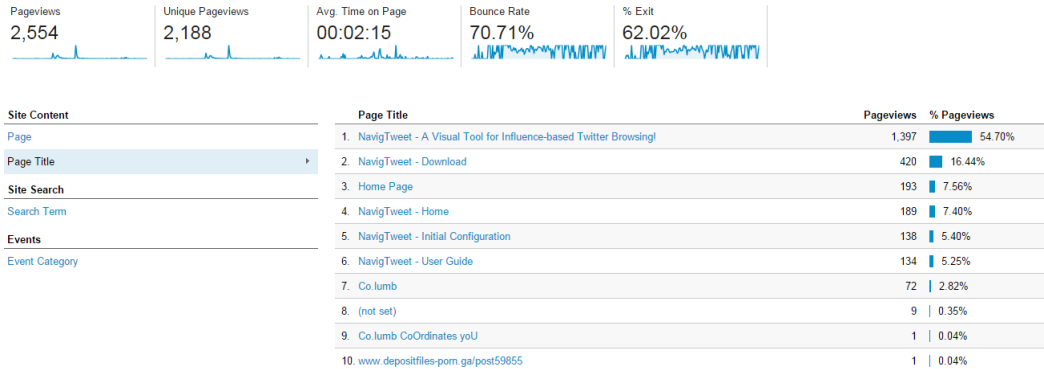 Pageviews Unique Pageviews Avg. Time on Page Bounce Rate % Exit
2,554 2,188 00:02:15 70.71% 62.02%
Site Content
Page
Page Title
Site Search
Search Term
Events
Event Category
Page Title Pageviews % Pageviews
1. NavigTweet - A Visual Tool for Influence-based Twitter Browsing! 1,397 54.70%
2. NavigTweet - Download 420 16.44%
3. Home Page 193 7.56%
4. NavigTweet - Home 189 7.40%
5. NavigTweet - Initial Configuration 138 5.40%
6. NavigTweet - User Guide 134 5.25%
7. Co.lumb 72 2.82%
8. (not set) 9 0.35%
9. Co.lumb CoOrdinates yoU 1 0.04%
10. www.depositfiles-porn.ga/post59855 1 0.04%